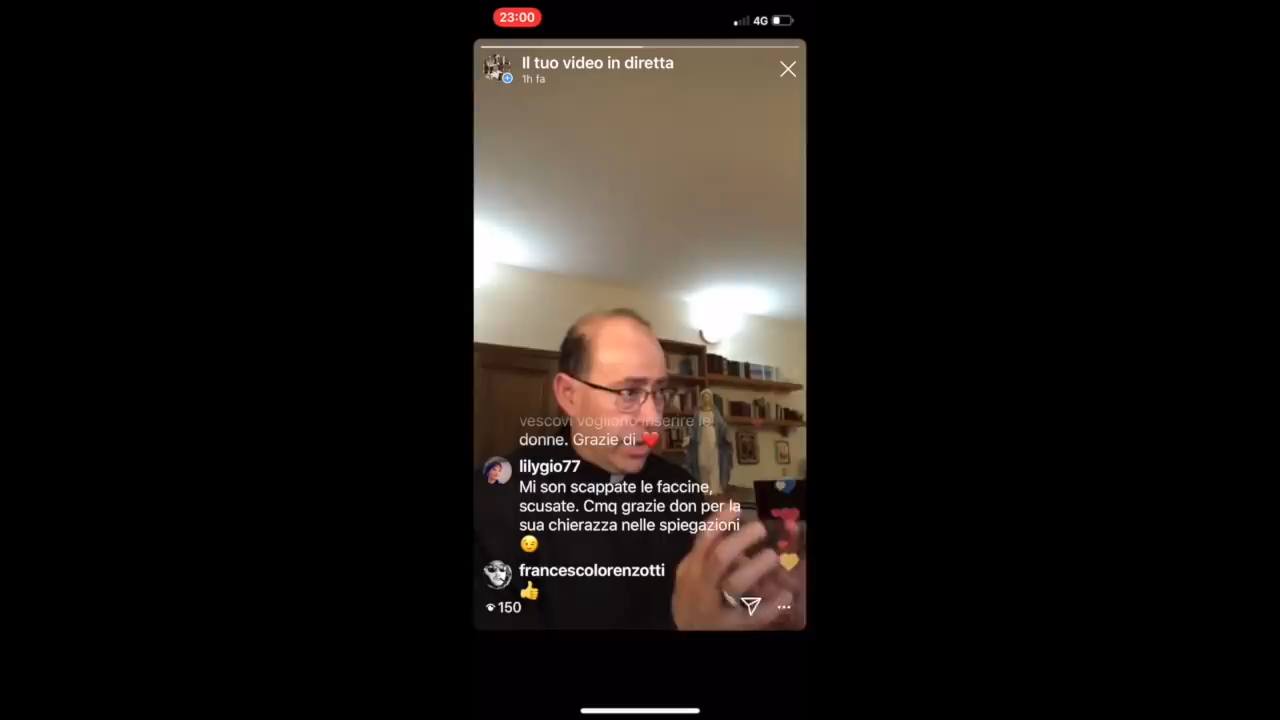 23:00
4G
Il tuo video in diretta
1h fa
vescovi vogliono inserire le
donne. Grazie di ❤️
lilygio77
Mi son scappate le faccine,
scusate. Cmq grazie don per la
sua chierazza nelle spiegazioni
😉
francescolorenzotti
👍
150